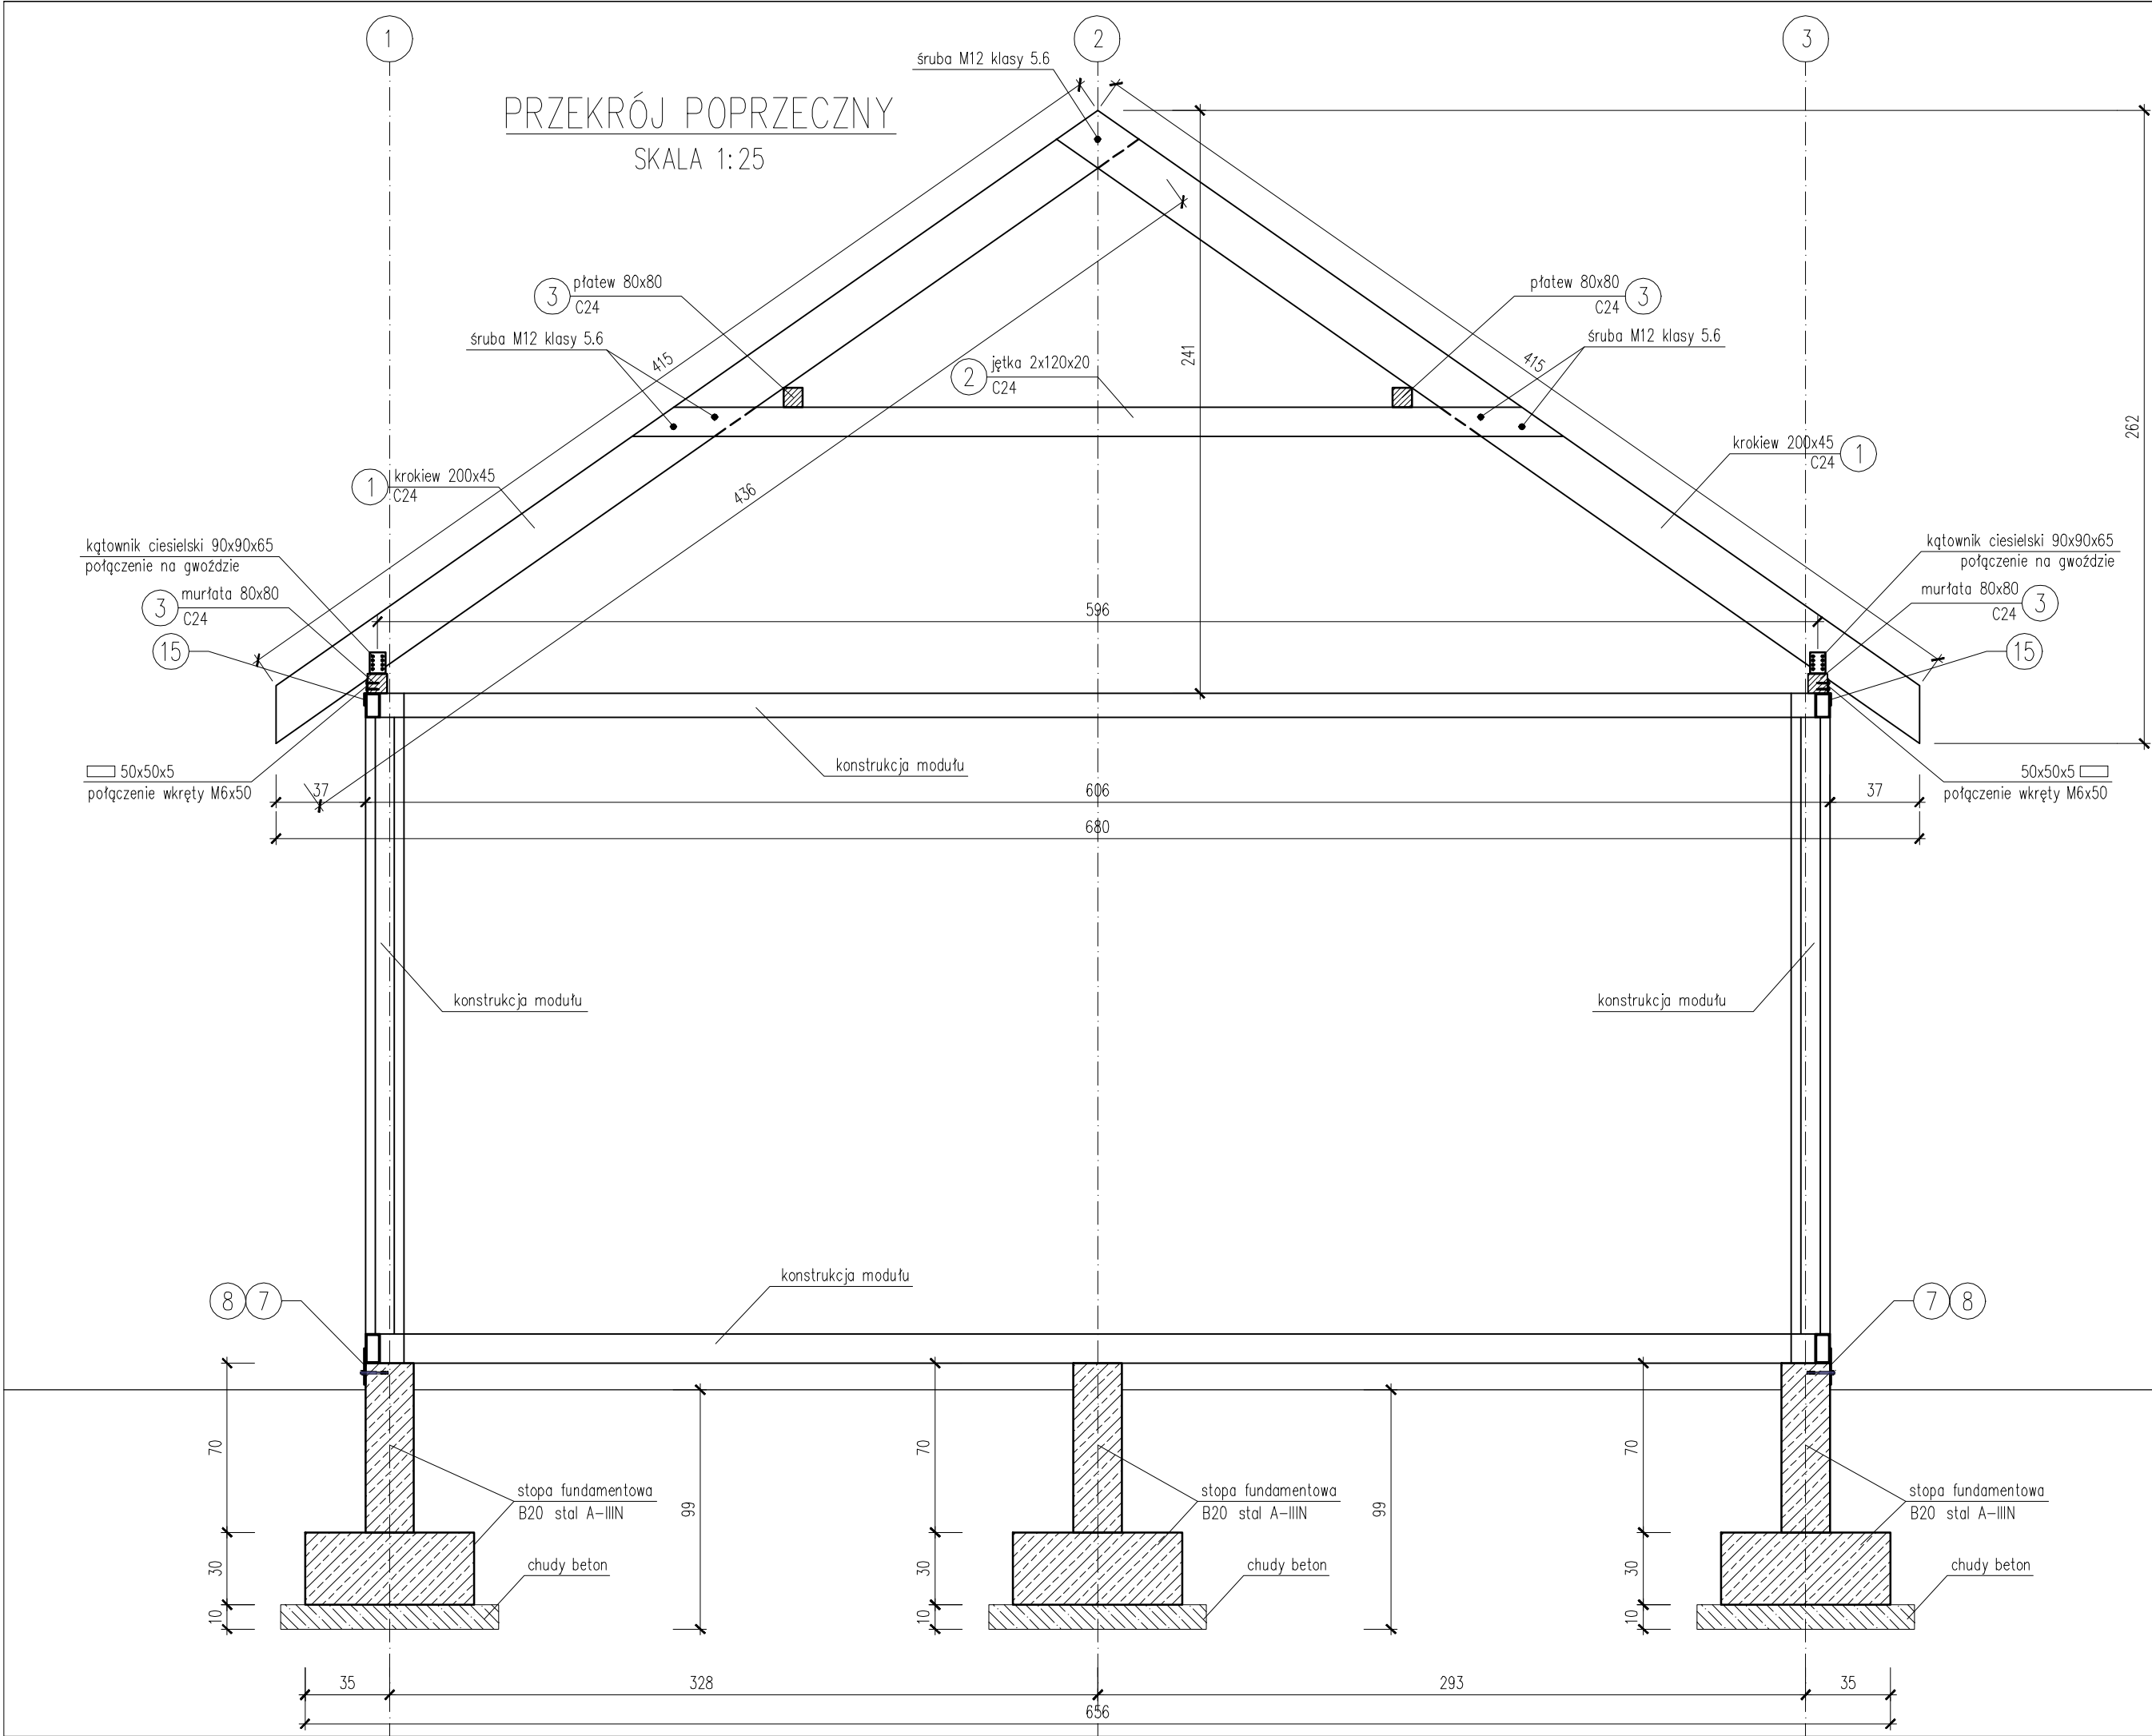 1
2
3
śruba M12 klasy 5.6
PRZEKRÓJ POPRZECZNY
SKALA 1:25
3
płatew 80x80
C24
płatew 80x80
C24
3
śruba M12 klasy 5.6
śruba M12 klasy 5.6
415
415
241
262
2
jętka 2x120x20
C24
436
1
krokiew 200x45
C24
krokiew 200x45
C24
1
kątownik ciesielski 90x90x65
połączenie na gwoździe
kątownik ciesielski 90x90x65
połączenie na gwoździe
3
murłata 80x80
C24
murłata 80x80
C24
3
15
15
596
konstrukcja modułu
50x50x5
połączenie wkręty M6x50
50x50x5
połączenie wkręty M6x50
37
606
37
680
konstrukcja modułu
konstrukcja modułu
konstrukcja modułu
8
7
7
8
70
30
10
99
70
30
10
99
70
30
10
stopa fundamentowa
B20 stal A-IIIN
stopa fundamentowa
B20 stal A-IIIN
stopa fundamentowa
B20 stal A-IIIN
chudy beton
chudy beton
chudy beton
35
328
293
35
656